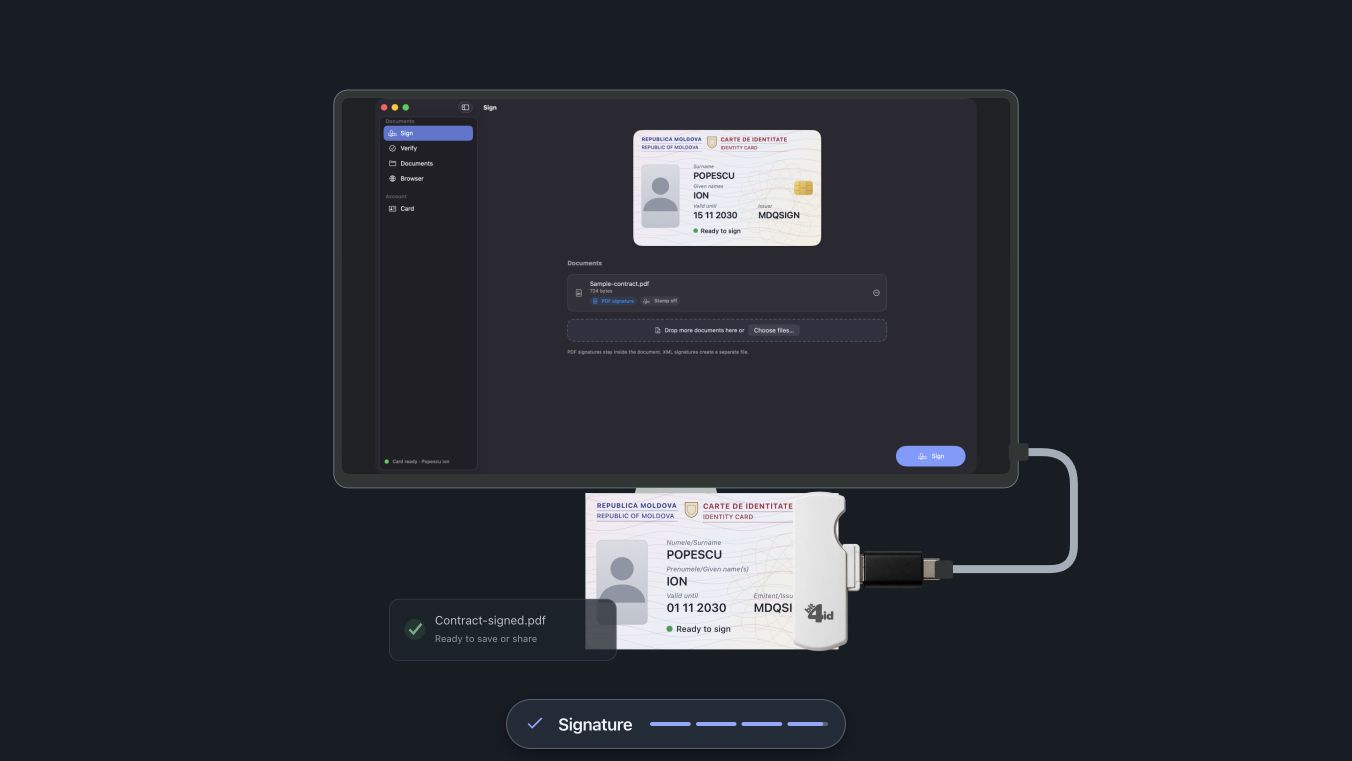 Sign
Documents
Sign
Verify
Documents
Browser
Account
Card
Card ready · Popescu Ion
REPUBLICA MOLDOVA CARTE DE IDENTITATE
REPUBLIC OF MOLDOVA IDENTITY CARD
Surname
POPESCU
Given names
ION
Valid until Issuer
15 11 2030 MDQSIGN
Ready to sign
Documents
Sample-contract.pdf
724 bytes
PDF signature Stamp off
Drop more documents here or Choose files...
PDF signatures stay inside the document. XML signatures create a separate file.
Sign
REPUBLICA MOLDOVA CARTE DE IDENTITATE
REPUBLIC OF MOLDOVA IDENTITY CARD
Numele/Surname
POPESCU
Prenumele/Given name(s)
ION
Valid until Emitent/Issu
01 11 2030 MDQSI
Ready to sign
4id
Contract-signed.pdf
Ready to save or share
Signature